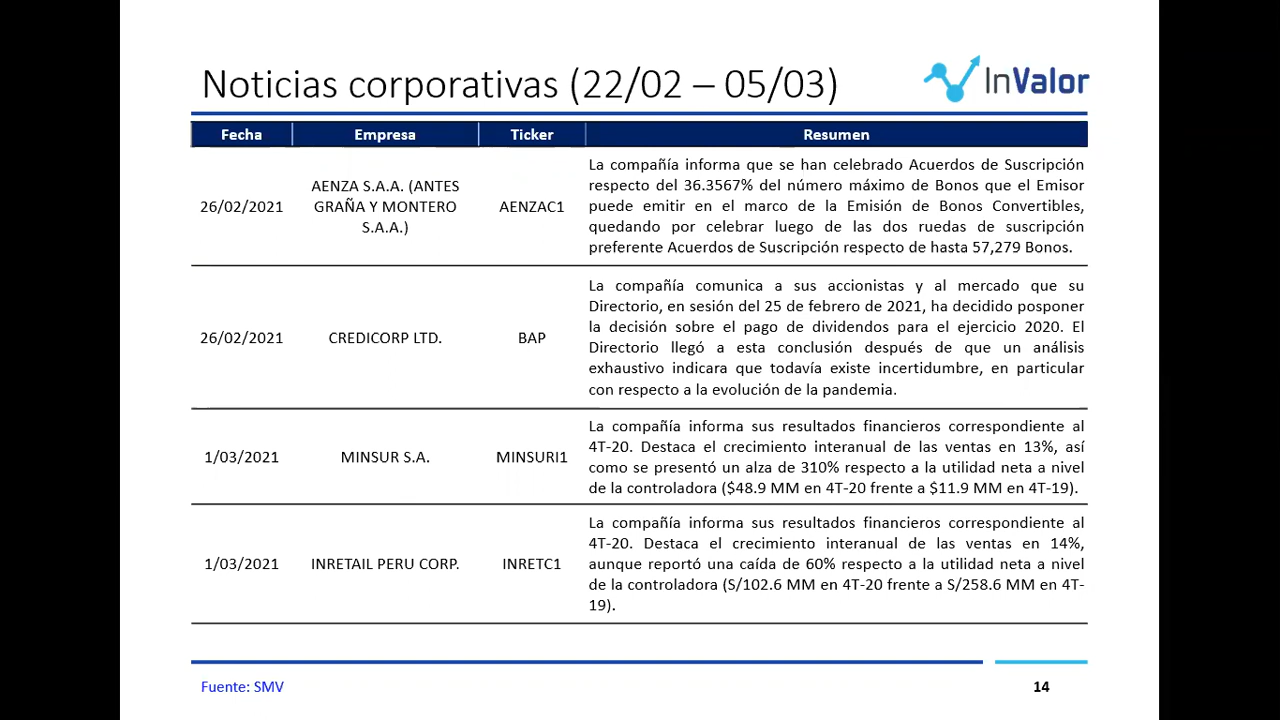 Noticias corporativas (22/02 – 05/03)
InValor
Fecha Empresa Ticker Resumen
26/02/2021
AENZA S.A.A. (ANTES
GRAÑA Y MONTERO
S.A.A.)
AENZAC1
La compañía informa que se han celebrado Acuerdos de Suscripción
respecto del 36.3567% del número máximo de Bonos que el Emisor
puede emitir en el marco de la Emisión de Bonos Convertibles,
quedando por celebrar luego de las dos ruedas de suscripción
preferente Acuerdos de Suscripción respecto de hasta 57,279 Bonos.
26/02/2021
CREDICORP LTD.
BAP
La compañía comunica a sus accionistas y al mercado que su
Directorio, en sesión del 25 de febrero de 2021, ha decidido posponer
la decisión sobre el pago de dividendos para el ejercicio 2020. El
Directorio llegó a esta conclusión después de que un análisis
exhaustivo indicara que todavía existe incertidumbre, en particular
con respecto a la evolución de la pandemia.
1/03/2021
MINSUR S.A.
MINSURI1
La compañía informa sus resultados financieros correspondiente al
4T-20. Destaca el crecimiento interanual de las ventas en 13%, así
como se presentó un alza de 310% respecto a la utilidad neta a nivel
de la controladora ($48.9 MM en 4T-20 frente a $11.9 MM en 4T-19).
1/03/2021
INRETAIL PERU CORP.
INRETC1
La compañía informa sus resultados financieros correspondiente al
4T-20. Destaca el crecimiento interanual de las ventas en 14%,
aunque reportó una caída de 60% respecto a la utilidad neta a nivel
de la controladora (S/102.6 MM en 4T-20 frente a S/258.6 MM en 4T-
19).
Fuente: SMV
14